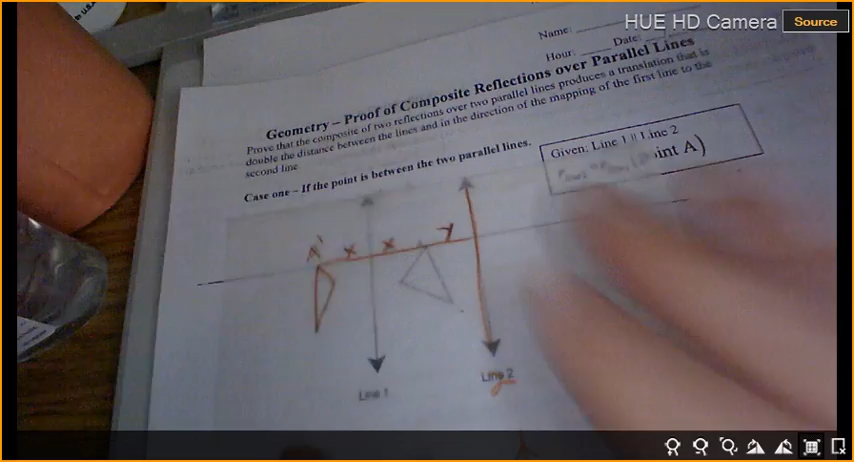 HUE HD Camera Source
Name:
Hour: Date:
Geometry – Proof of Composite Reflections over Parallel Lines
Prove that the composite of two reflections over two parallel lines produces a translation that is
double the distance between the lines and in the direction of the mapping of the first line to the
second line
Case one – If the point is between the two parallel lines.
Given: Line 1 || Line 2
int A)
A' x x y
Line 1
Line 2